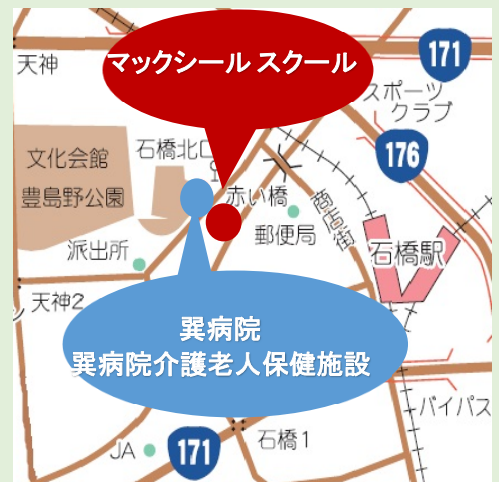 天神
マックシール スクール
171
スポーツ
クラブ
176
石橋北口
文化会館
豊島野公園
赤い橋
商店街
郵便局
石橋駅
派出所
天神2
巽病院
巽病院介護老人保健施設
バイパス
石橋1
JA
171